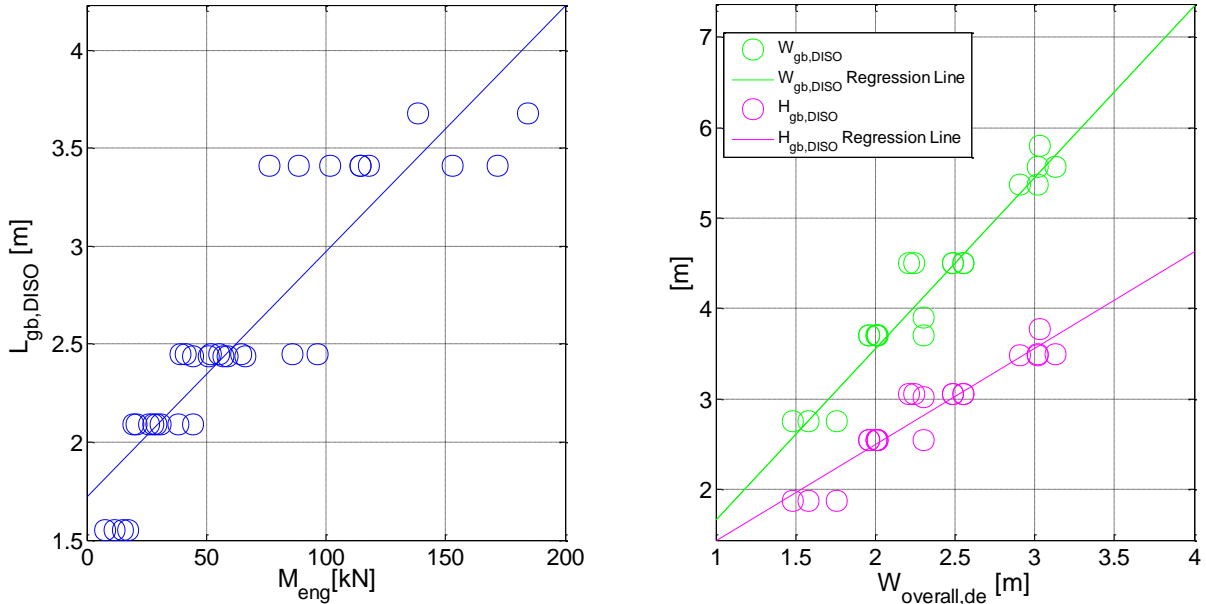 4
3.5
3
2.5
2
1.5
0 50 100 150 200
L_gb,DISO [m]
M_eng[kN]
7
6
5
4
3
2
1 1.5 2 2.5 3 3.5 4
[m]
W_overall,de [m]
W_gb,DISO
W_gb,DISO Regression Line
H_gb,DISO
H_gb,DISO Regression Line